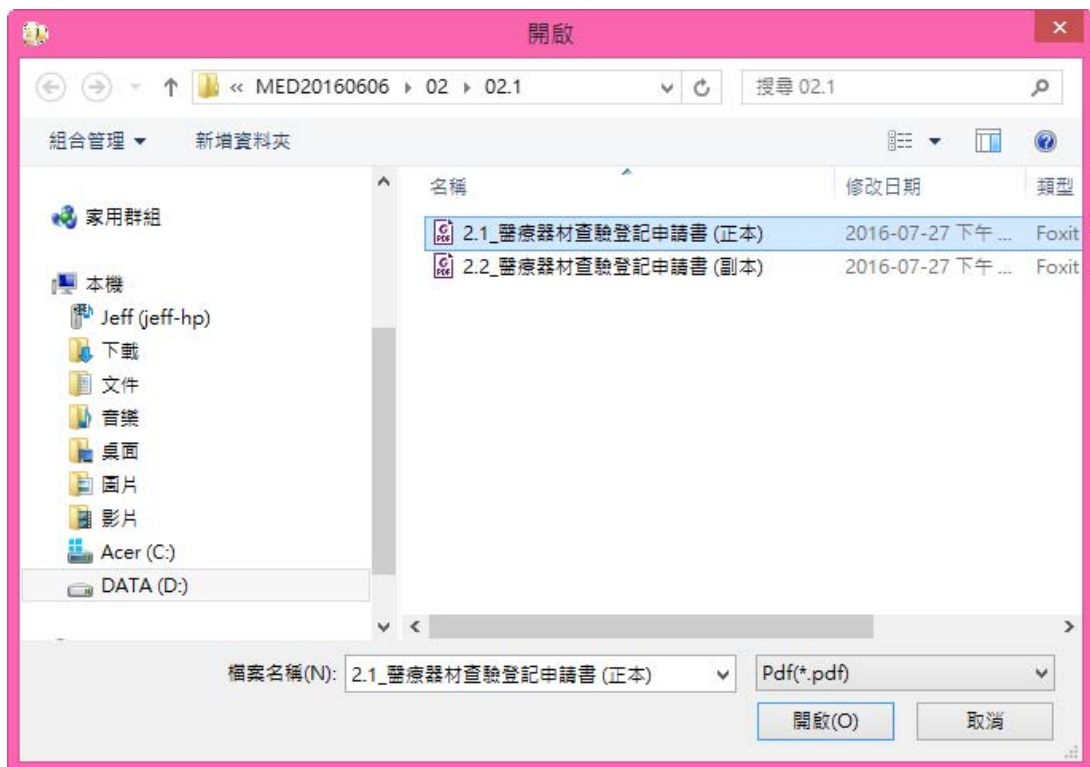 開啟
« MED20160606 ▸ 02 ▸ 02.1
搜尋 02.1
組合管理 新增資料夾
名稱 修改日期 類型
家用群組
2.1_醫療器材查驗登記申請書 (正本) 2016-07-27 下午 ... Foxit
2.2_醫療器材查驗登記申請書 (副本) 2016-07-27 下午 ... Foxit
本機
Jeff (jeff-hp)
下載
文件
音樂
桌面
圖片
影片
Acer (C:)
DATA (D:)
檔案名稱(N): 2.1_醫療器材查驗登記申請書 (正本) Pdf(*.pdf)
開啟(O) 取消